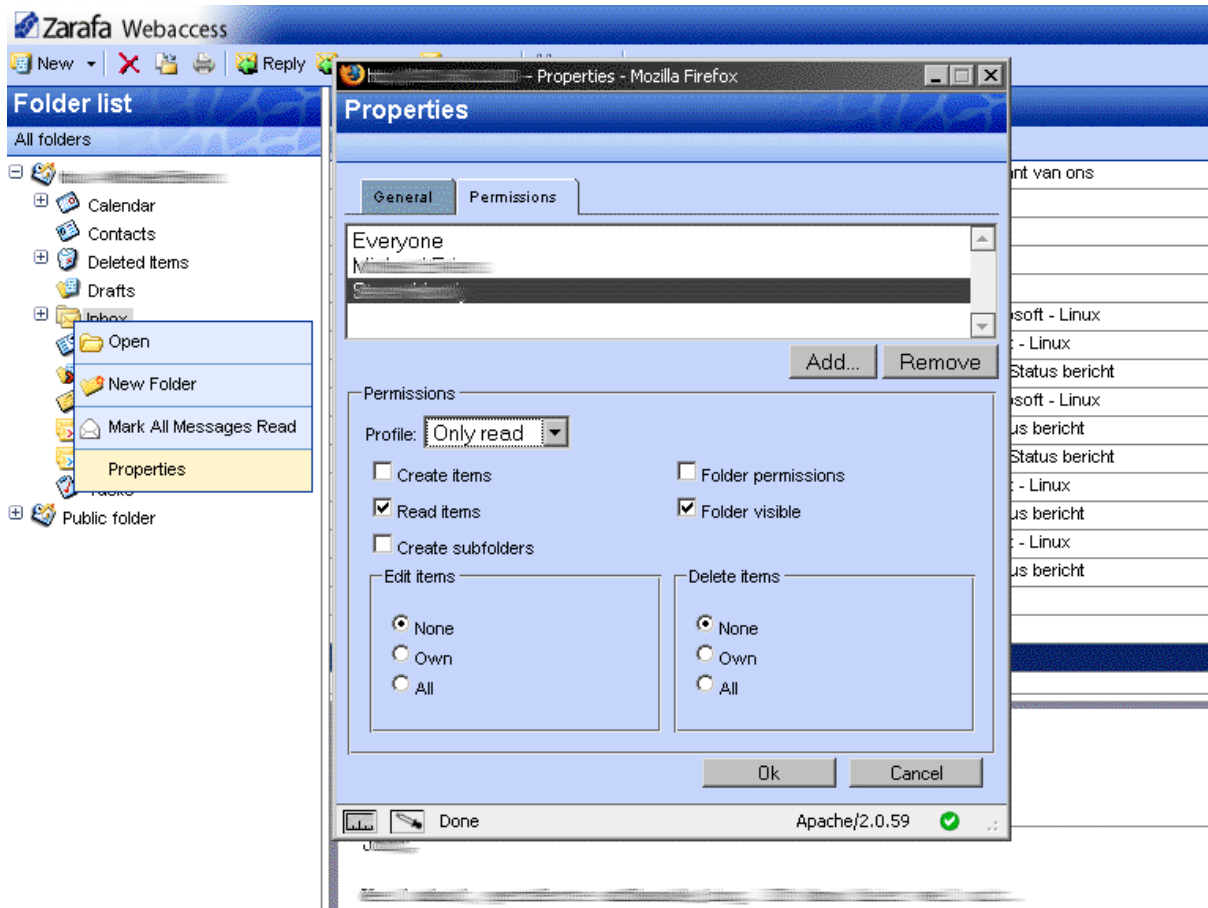 Zarafa Webaccess
New Reply
Folder list
All folders
Calendar
Contacts
Deleted Items
Drafts
Inbox
Open
New Folder
Mark All Messages Read
Properties
Tasks
Public folder
- Properties - Mozilla Firefox
Properties
General Permissions
Everyone
Add... Remove
Permissions
Profile: Only read
Create items Folder permissions
Read items Folder visible
Create subfolders
Edit items Delete items
None None
Own Own
All All
Ok Cancel
Done Apache/2.0.59
nt van ons
osoft - Linux
- Linux
Status bericht
osoft - Linux
us bericht
Status bericht
- Linux
us bericht
- Linux
us bericht